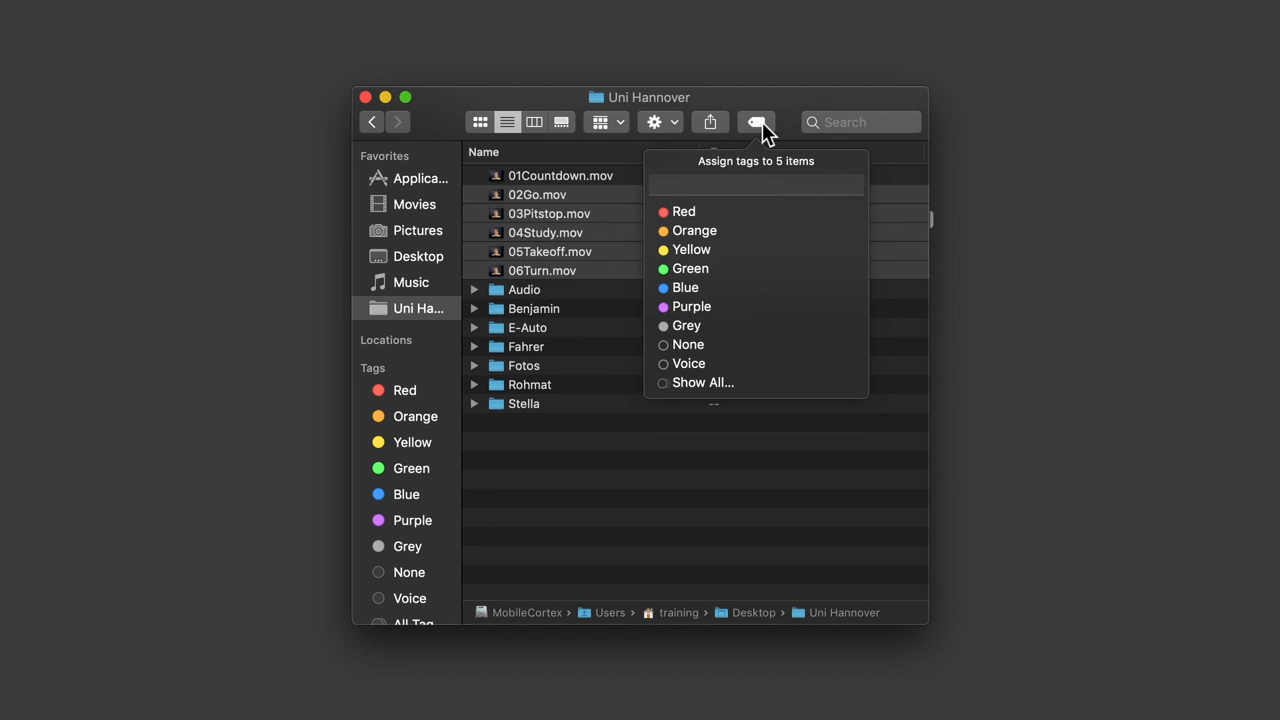 Uni Hannover
Search
Favorites
Applica...
Movies
Pictures
Desktop
Music
Uni Ha...
Locations
Tags
Red
Orange
Yellow
Green
Blue
Purple
Grey
None
Voice
All Tag
Name
01Countdown.mov
02Go.mov
03Pitstop.mov
04Study.mov
05Takeoff.mov
06Turn.mov
Audio
Benjamin
E-Auto
Fahrer
Fotos
Rohmat
Stella
--
Assign tags to 5 items
Red
Orange
Yellow
Green
Blue
Purple
Grey
None
Voice
Show All...
MobileCortex › Users › training › Desktop › Uni Hannover